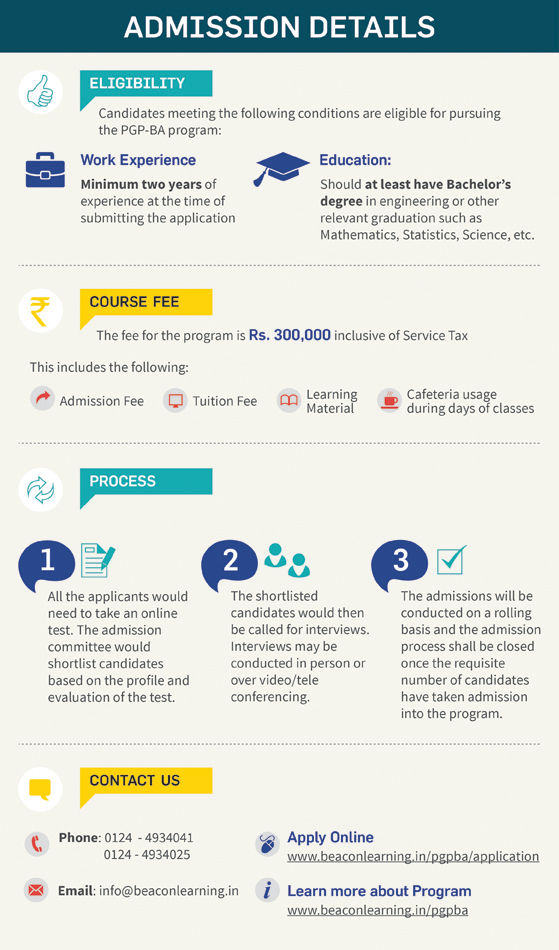 ADMISSION DETAILS
ELIGIBILITY
Candidates meeting the following conditions are eligible for pursuing
the PGP-BA program:
Work Experience
Minimum two years of
experience at the time of
submitting the application
Education:
Should at least have Bachelor's
degree in engineering or other
relevant graduation such as
Mathematics, Statistics, Science, etc.
COURSE FEE
The fee for the program is Rs. 300,000 inclusive of Service Tax
This includes the following:
Admission Fee
Tuition Fee
Learning
Material
Cafeteria usage
during days of classes
PROCESS
1
All the applicants would
need to take an online
test. The admission
committee would
shortlist candidates
based on the profile and
evaluation of the test.
2
The shortlisted
candidates would then
be called for interviews.
Interviews may be
conducted in person or
over video/tele
conferencing.
3
The admissions will be
conducted on a rolling
basis and the admission
process shall be closed
once the requisite
number of candidates
have taken admission
into the program.
CONTACT US
Phone: 0124 - 4934041
0124 - 4934025
Email: info@beaconlearning.in
Apply Online
www.beaconlearning.in/pgpba/application
Learn more about Program
www.beaconlearning.in/pgpba